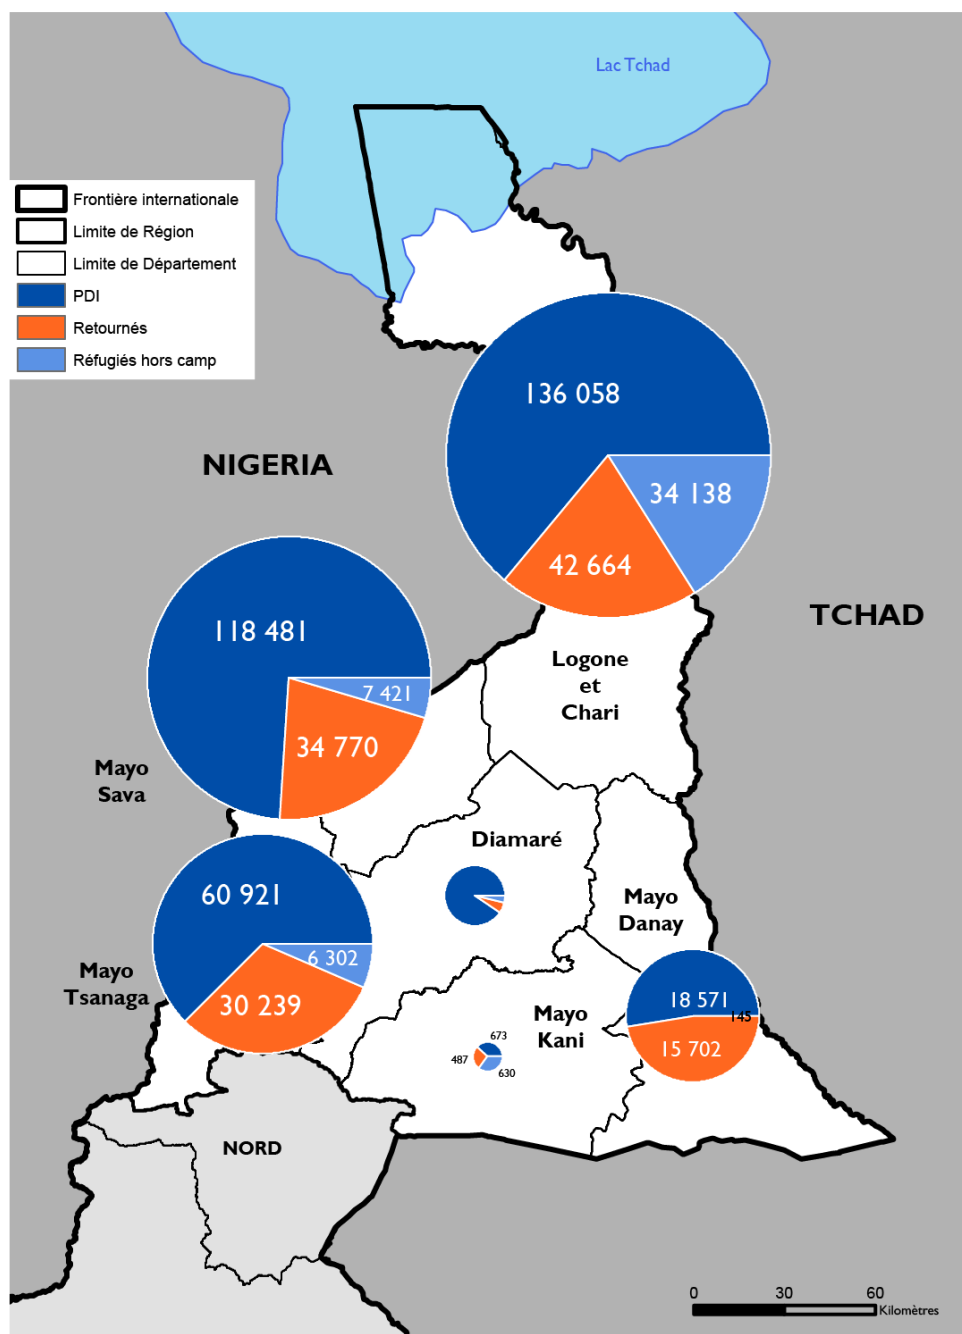 Lac Tchad
Frontière internationale
Limite de Région
Limite de Département
PDI
Retournés
Réfugiés hors camp
136 058
NIGERIA
34 138
42 664
TCHAD
118 481
Logone
et
Chari
7 421
34 770
Mayo
Sava
Diamaré
60 921
Mayo
Danay
6 302
Mayo
Tsanaga
30 239
18 571
145
15 702
Mayo
Kani
673
487
630
NORD
0 30 60
Kilomètres